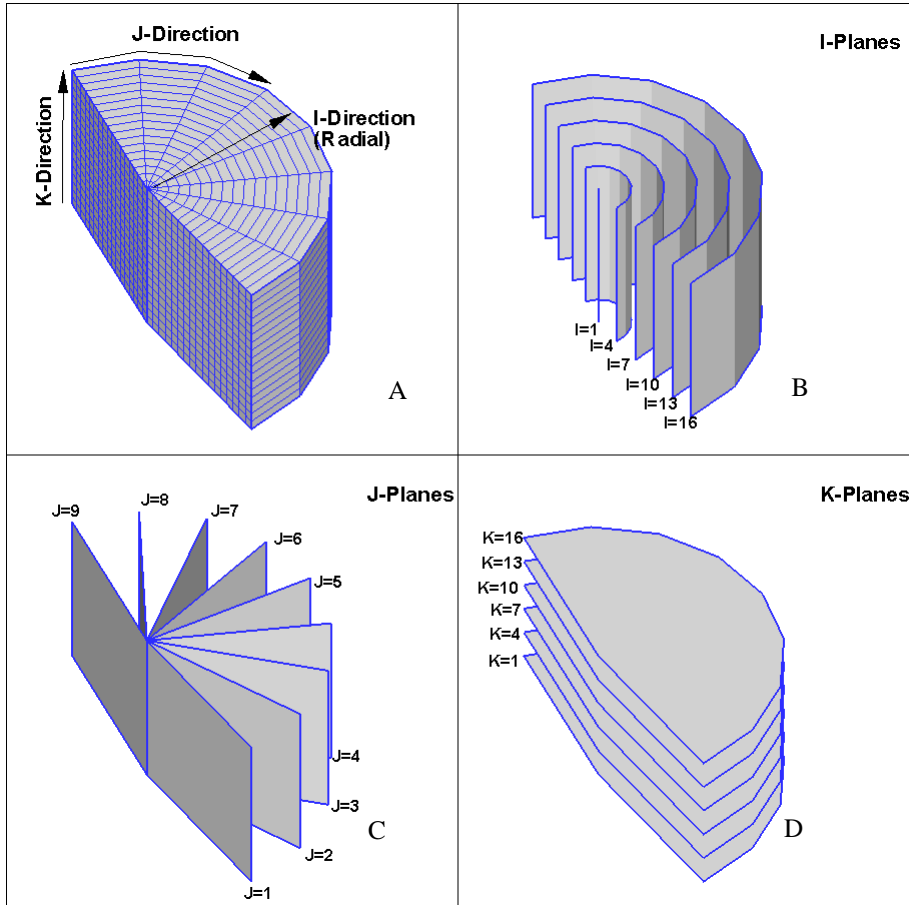 J-Direction
K-Direction
I-Direction
(Radial)
A
I-Planes
I=1
I=4
I=7
I=10
I=13
I=16
B
J-Planes
J=9
J=8
J=7
J=6
J=5
J=4
J=3
J=2
J=1
C
K-Planes
K=16
K=13
K=10
K=7
K=4
K=1
D